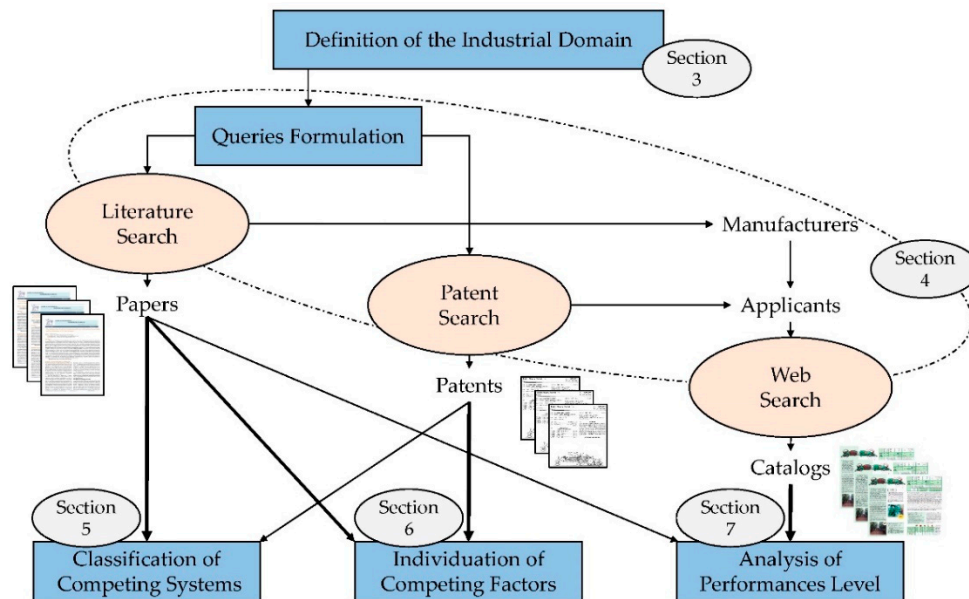 Definition of the Industrial Domain
Section
3
Queries Formulation
Literature
Search
Manufacturers
Section
4
Papers
Patent
Search
Applicants
Web
Search
Patents
Catalogs
Section
5
Section
6
Section
7
Classification of
Competing Systems
Individuation of
Competing Factors
Analysis of
Performances Level